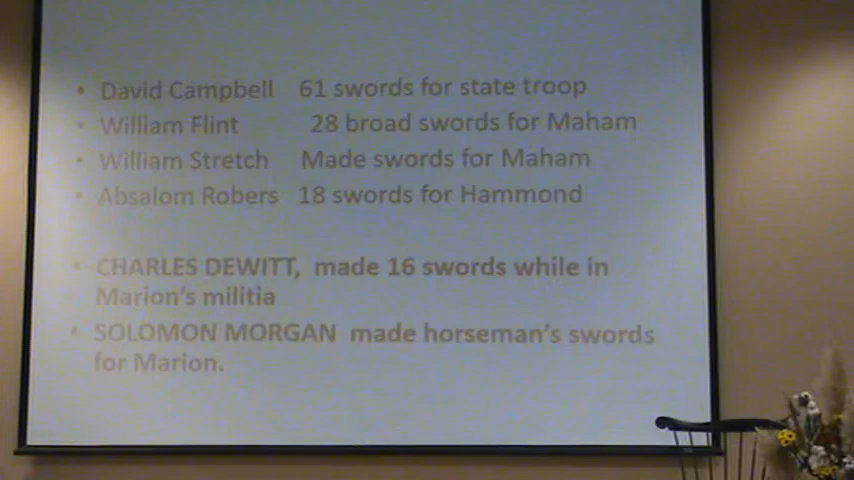 • David Campbell 61 swords for state troop
• William Flint 28 broad swords for Maham
• William Stretch Made swords for Maham
• Absalom Robers 18 swords for Hammond
• CHARLES DEWITT, made 16 swords while in
Marion's militia
• SOLOMON MORGAN made horseman's swords
for Marion.